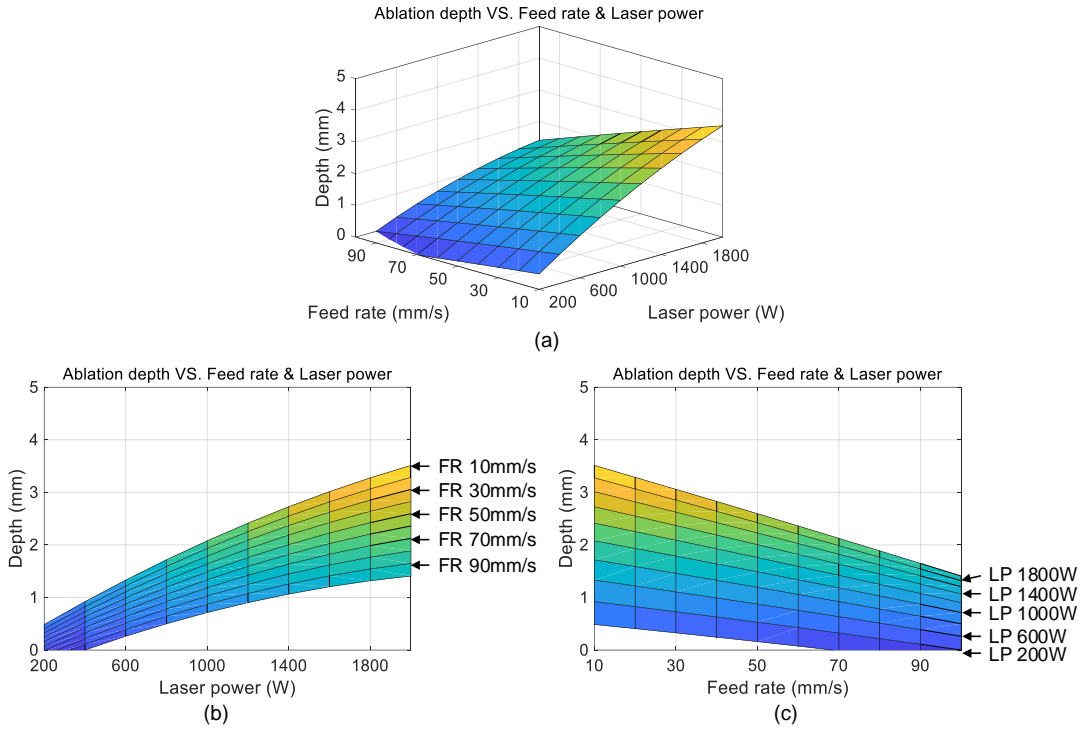 Ablation depth VS. Feed rate & Laser power
5
4
3
2
1
0
Depth (mm)
90
70
50
30
10
200
600
1000
1400
1800
Feed rate (mm/s)
Laser power (W)
(a)
Ablation depth VS. Feed rate & Laser power
5
4
3
2
1
0
Depth (mm)
200
600
1000
1400
1800
Laser power (W)
FR 10mm/s
FR 30mm/s
FR 50mm/s
FR 70mm/s
FR 90mm/s
(b)
Ablation depth VS. Feed rate & Laser power
5
4
3
2
1
0
Depth (mm)
10
30
50
70
90
Feed rate (mm/s)
LP 1800W
LP 1400W
LP 1000W
LP 600W
LP 200W
(c)